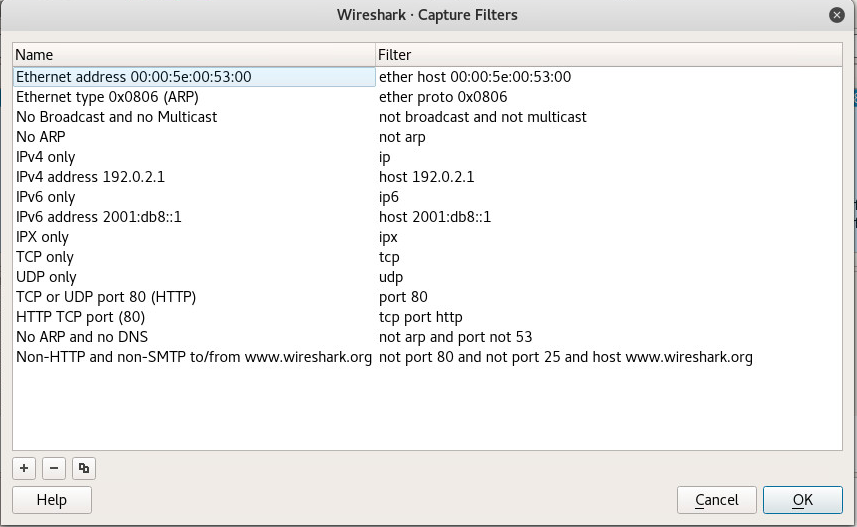 Wireshark · Capture Filters
Name Filter
Ethernet address 00:00:5e:00:53:00 ether host 00:00:5e:00:53:00
Ethernet type 0x0806 (ARP) ether proto 0x0806
No Broadcast and no Multicast not broadcast and not multicast
No ARP not arp
IPv4 only ip
IPv4 address 192.0.2.1 host 192.0.2.1
IPv6 only ip6
IPv6 address 2001:db8::1 host 2001:db8::1
IPX only ipx
TCP only tcp
UDP only udp
TCP or UDP port 80 (HTTP) port 80
HTTP TCP port (80) tcp port http
No ARP and no DNS not arp and port not 53
Non-HTTP and non-SMTP to/from www.wireshark.org not port 80 and not port 25 and host www.wireshark.org
Help Cancel OK